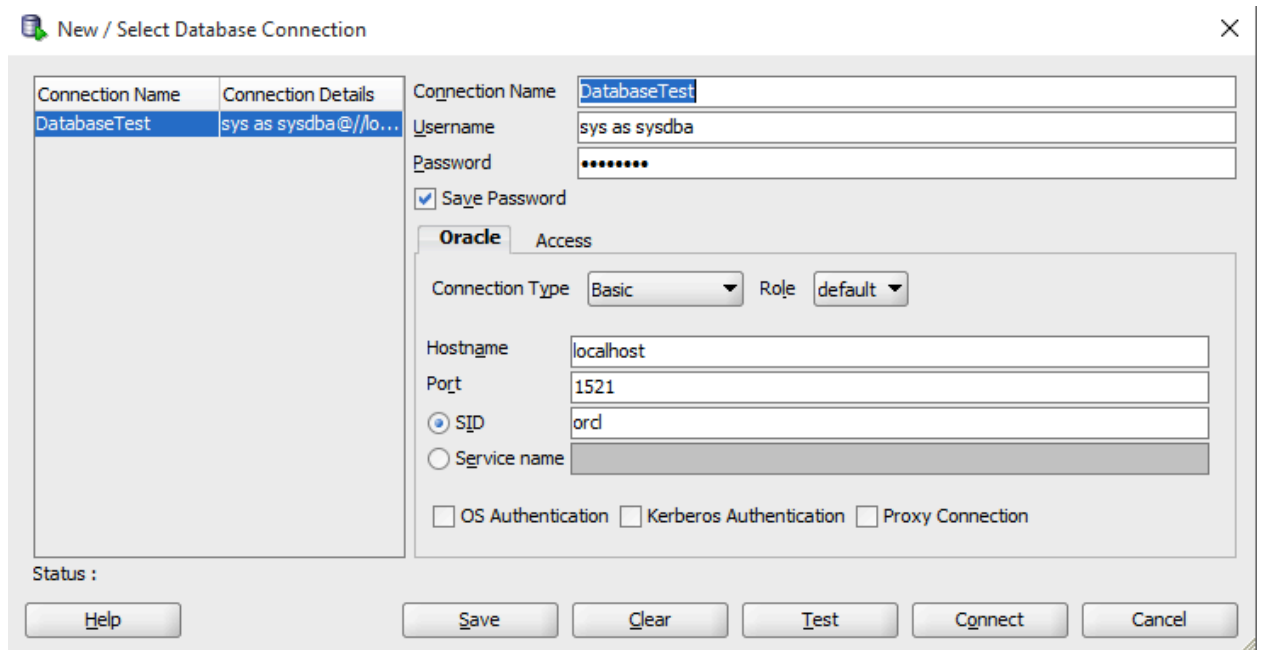 New / Select Database Connection
Connection Name Connection Details
DatabaseTest sys as sysdba@//lo...
Connection Name DatabaseTest
Username sys as sysdba
Password ••••••••
Save Password
Oracle Access
Connection Type Basic Role default
Hostname localhost
Port 1521
SID orcl
Service name
OS Authentication Kerberos Authentication Proxy Connection
Status :
Help Save Clear Test Connect Cancel